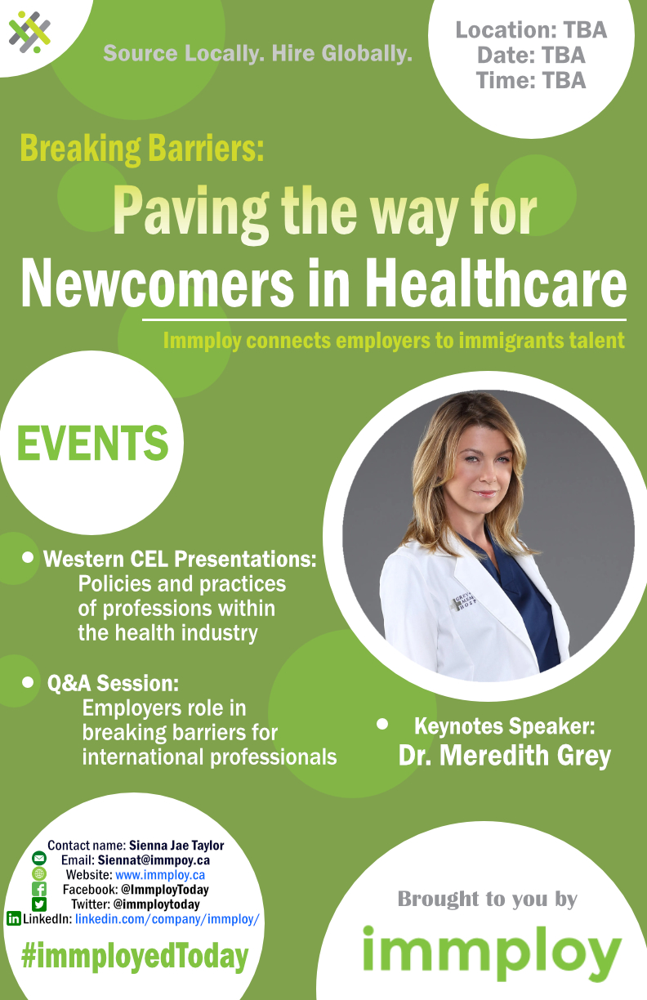 Source Locally. Hire Globally.
Location: TBA
Date: TBA
Time: TBA
Breaking Barriers:
Paving the way for
Newcomers in Healthcare
Immploy connects employers to immigrants talent
EVENTS
Western CEL Presentations:
Policies and practices
of professions within
the health industry
Q&A Session:
Employers role in
breaking barriers for
international professionals
Keynotes Speaker:
Dr. Meredith Grey
Contact name: Sienna Jae Taylor
Email: Siennat@immpoy.ca
Website: www.immploy.ca
Facebook: @ImmployToday
Twitter: @immploytoday
LinkedIn: linkedin.com/company/immploy/
#immployedToday
Brought to you by
immploy